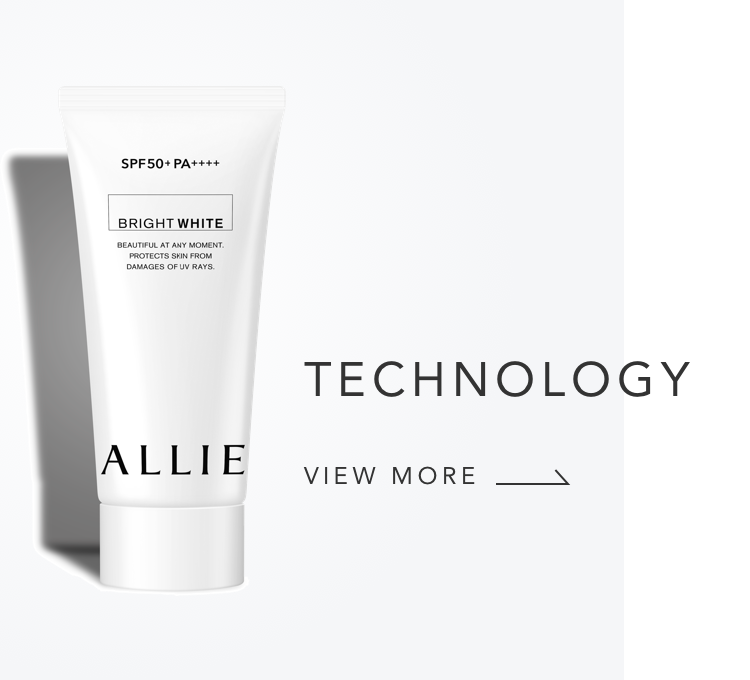 SPF50+ PA++++
BRIGHT WHITE
BEAUTIFUL AT ANY MOMENT.
PROTECTS SKIN FROM
DAMAGES OF UV RAYS.
TECHNOLOGY
ALLIE
VIEW MORE